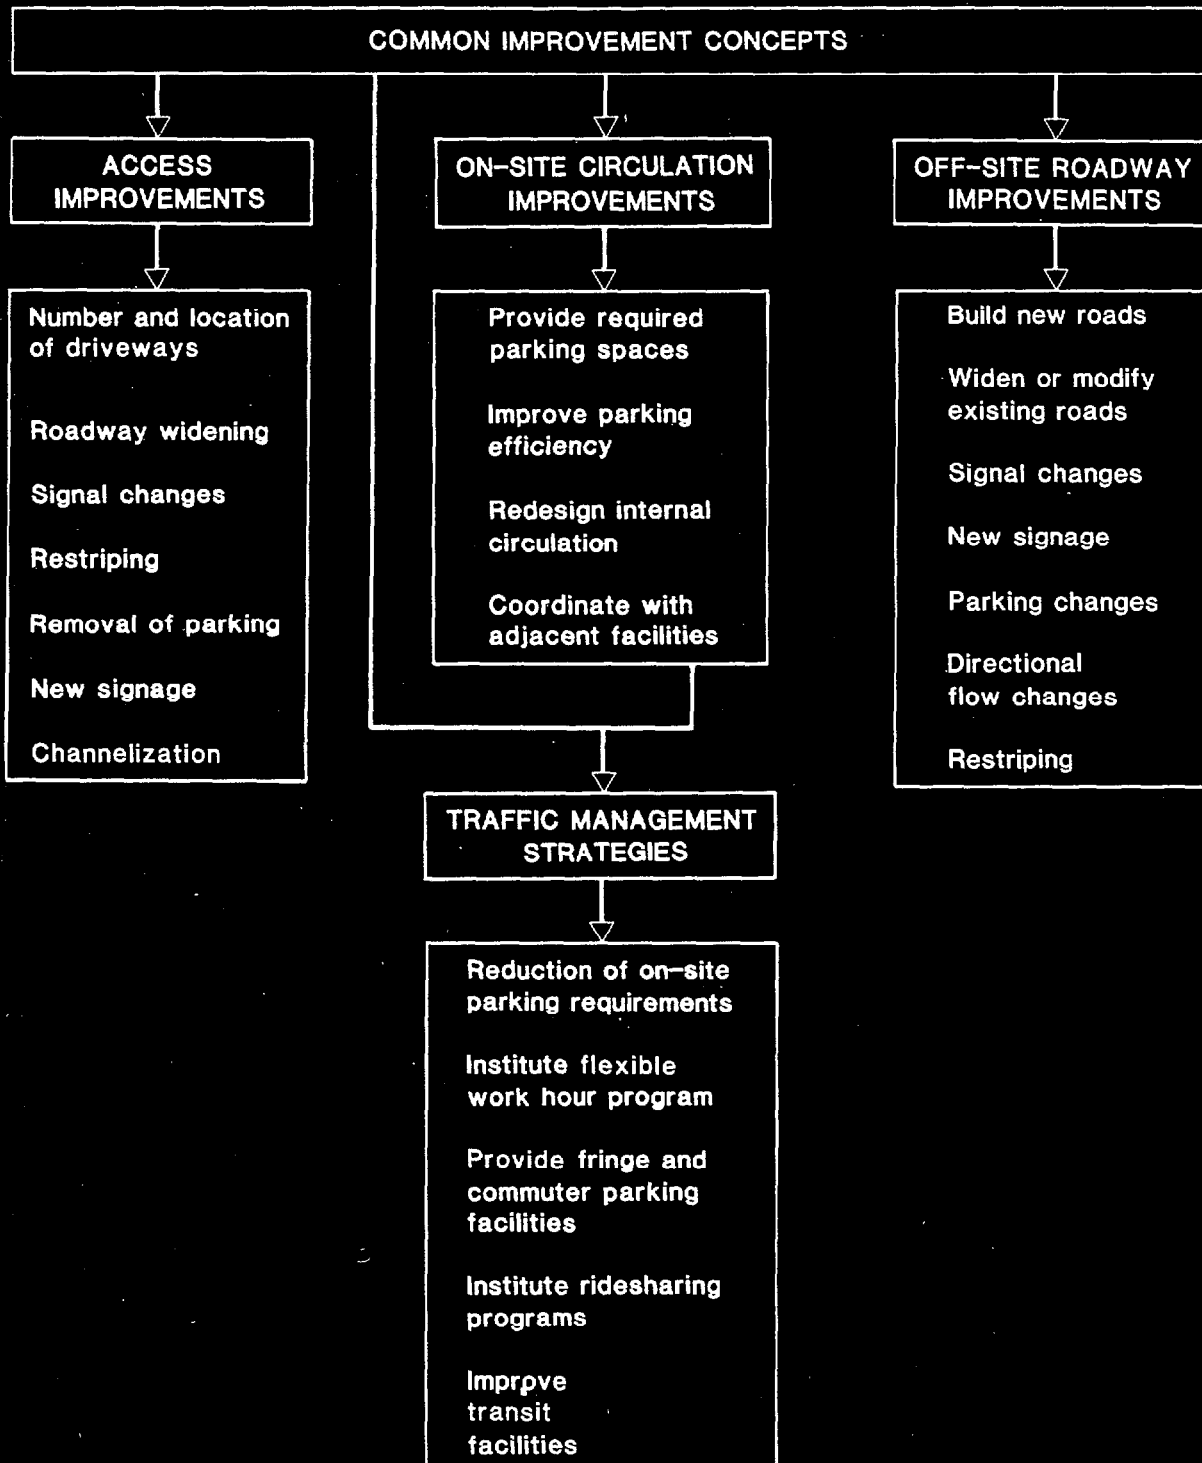 COMMON IMPROVEMENT CONCEPTS
ACCESS
IMPROVEMENTS
Number and location
of driveways
Roadway widening
Signal changes
Restriping
Removal of parking
New signage
Channelization
ON-SITE CIRCULATION
IMPROVEMENTS
Provide required
parking spaces
Improve parking
efficiency
Redesign internal
circulation
Coordinate with
adjacent facilities
OFF-SITE ROADWAY
IMPROVEMENTS
Build new roads
Widen or modify
existing roads
Signal changes
New signage
Parking changes
Directional
flow changes
Restriping
TRAFFIC MANAGEMENT
STRATEGIES
Reduction of on-site
parking requirements
Institute flexible
work hour program
Provide fringe and
commuter parking
facilities
Institute ridesharing
programs
Improve
transit
facilities